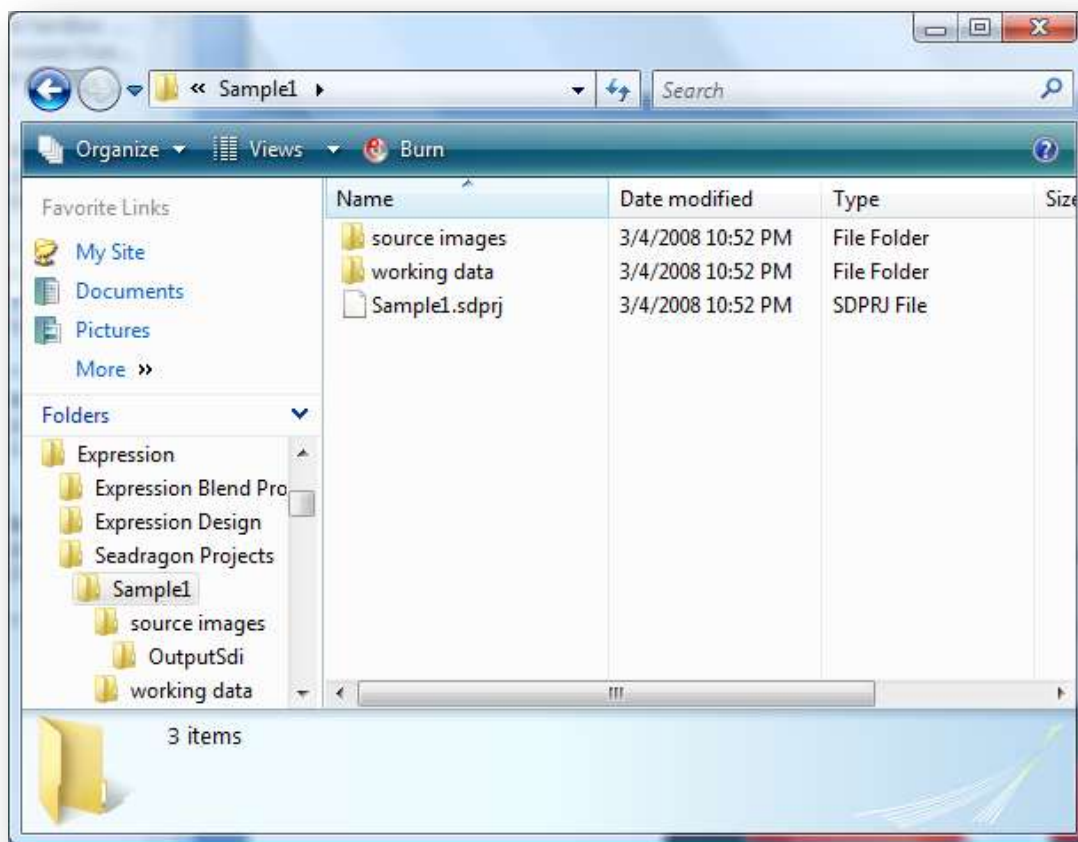 « Sample1
Search
Organize Views Burn
Favorite Links
My Site
Documents
Pictures
More »
Folders
Expression
Expression Blend Pro
Expression Design
Seadragon Projects
Sample1
source images
OutputSdi
working data
Name Date modified Type Size
source images 3/4/2008 10:52 PM File Folder
working data 3/4/2008 10:52 PM File Folder
Sample1.sdprj 3/4/2008 10:52 PM SDPRJ File
3 items